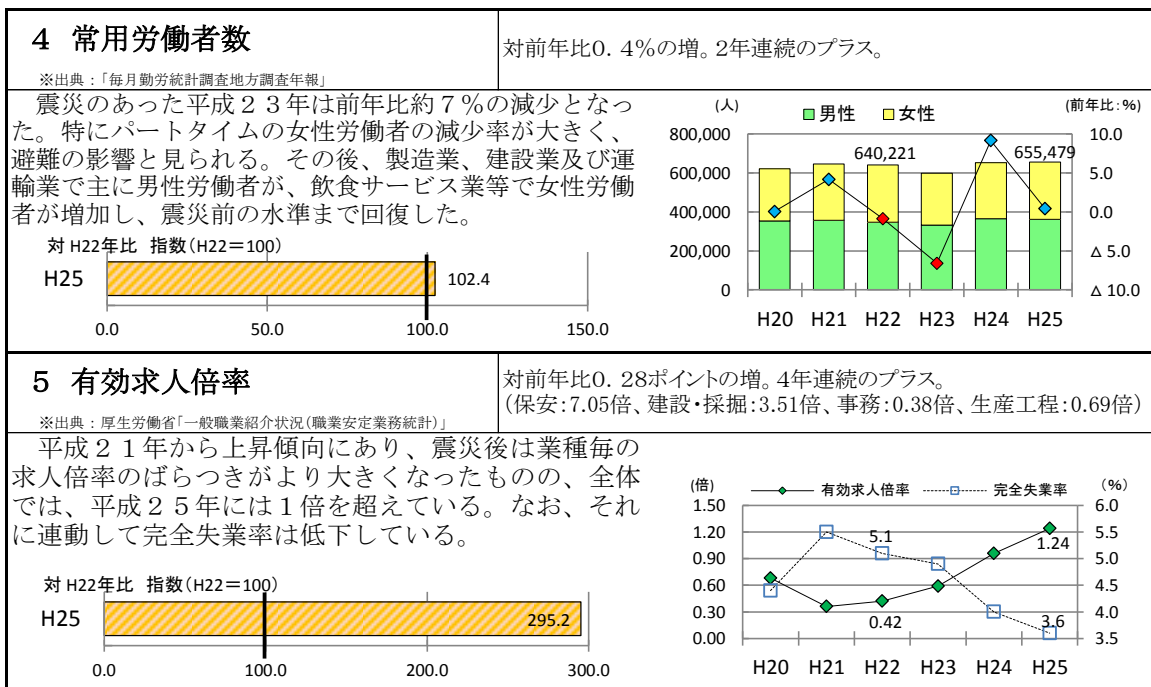 ４ 常用労働者数
※出典：「毎月勤労統計調査地方調査年報」
対前年比０．４％の増。２年連続のプラス。
震災のあった平成２３年は前年比約７％の減少となっ
た。特にパートタイムの女性労働者の減少率が大きく、
避難の影響と見られる。その後、製造業、建設業及び運
輸業で主に男性労働者が、飲食サービス業等で女性労働
者が増加し、震災前の水準まで回復した。
対 H22年比 指数（H22＝100）
H25
102.4
0.0 50.0 100.0 150.0
(人) 男性 女性 (前年比：%)
800,000 10.0
640,221 655,479
600,000 5.0
400,000 0.0
200,000 Δ 5.0
0 Δ 10.0
H20 H21 H22 H23 H24 H25
５ 有効求人倍率
※出典：厚生労働省「一般職業紹介状況（職業安定業務統計）」
対前年比０．２８ポイントの増。４年連続のプラス。
（保安：7.05倍、建設・採掘：3.51倍、事務：0.38倍、生産工程：0.69倍）
平成２１年から上昇傾向にあり、震災後は業種毎の
求人倍率のばらつきがより大きくなったものの、全体
では、平成２５年には１倍を超えている。なお、それ
に連動して完全失業率は低下している。
対 H22年比 指数（H22＝100）
H25
295.2
0.0 100.0 200.0 300.0
(倍) 有効求人倍率 完全失業率 （%）
1.50 6.0
1.20 5.1 5.5
1.24
0.90 5.0
0.60 4.5
0.30 0.42 4.0
0.00 3.6 3.5
H20 H21 H22 H23 H24 H25